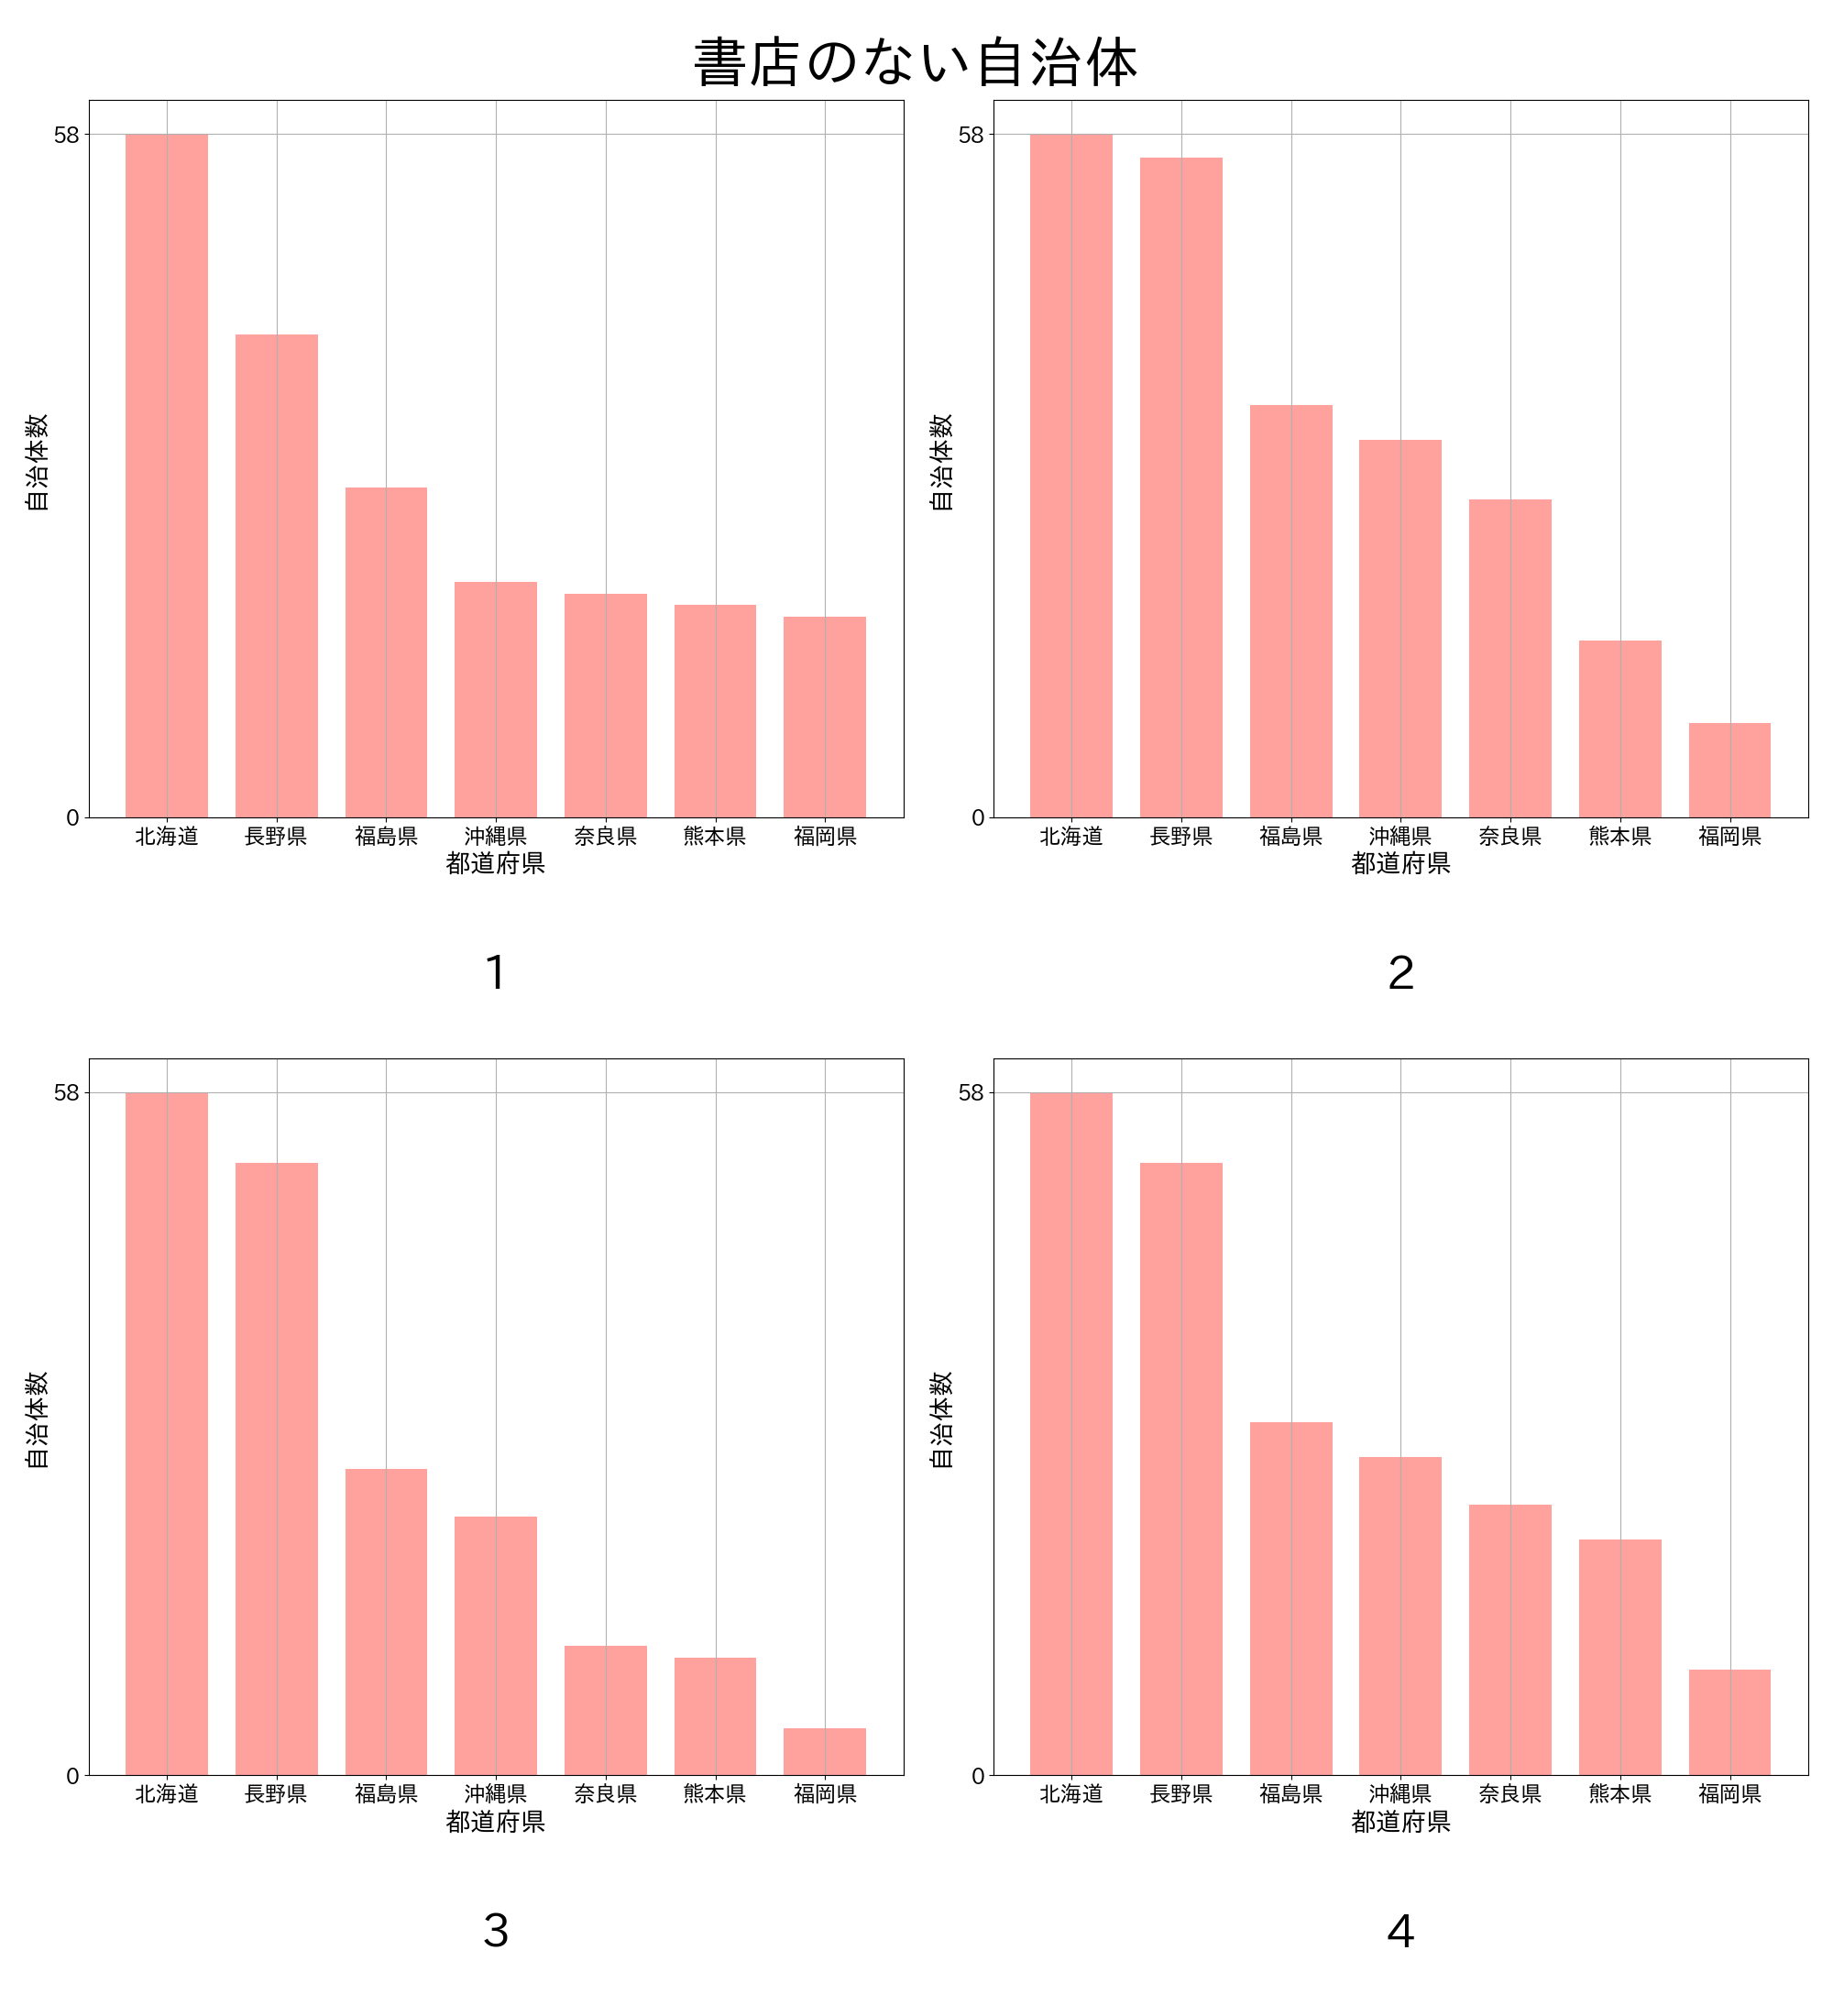 書店のない自治体
58
0
自治体数
北海道 長野県 福島県 沖縄県 奈良県 熊本県 福岡県
都道府県
1
58
0
自治体数
北海道 長野県 福島県 沖縄県 奈良県 熊本県 福岡県
都道府県
2
58
0
自治体数
北海道 長野県 福島県 沖縄県 奈良県 熊本県 福岡県
都道府県
3
58
0
自治体数
北海道 長野県 福島県 沖縄県 奈良県 熊本県 福岡県
都道府県
4